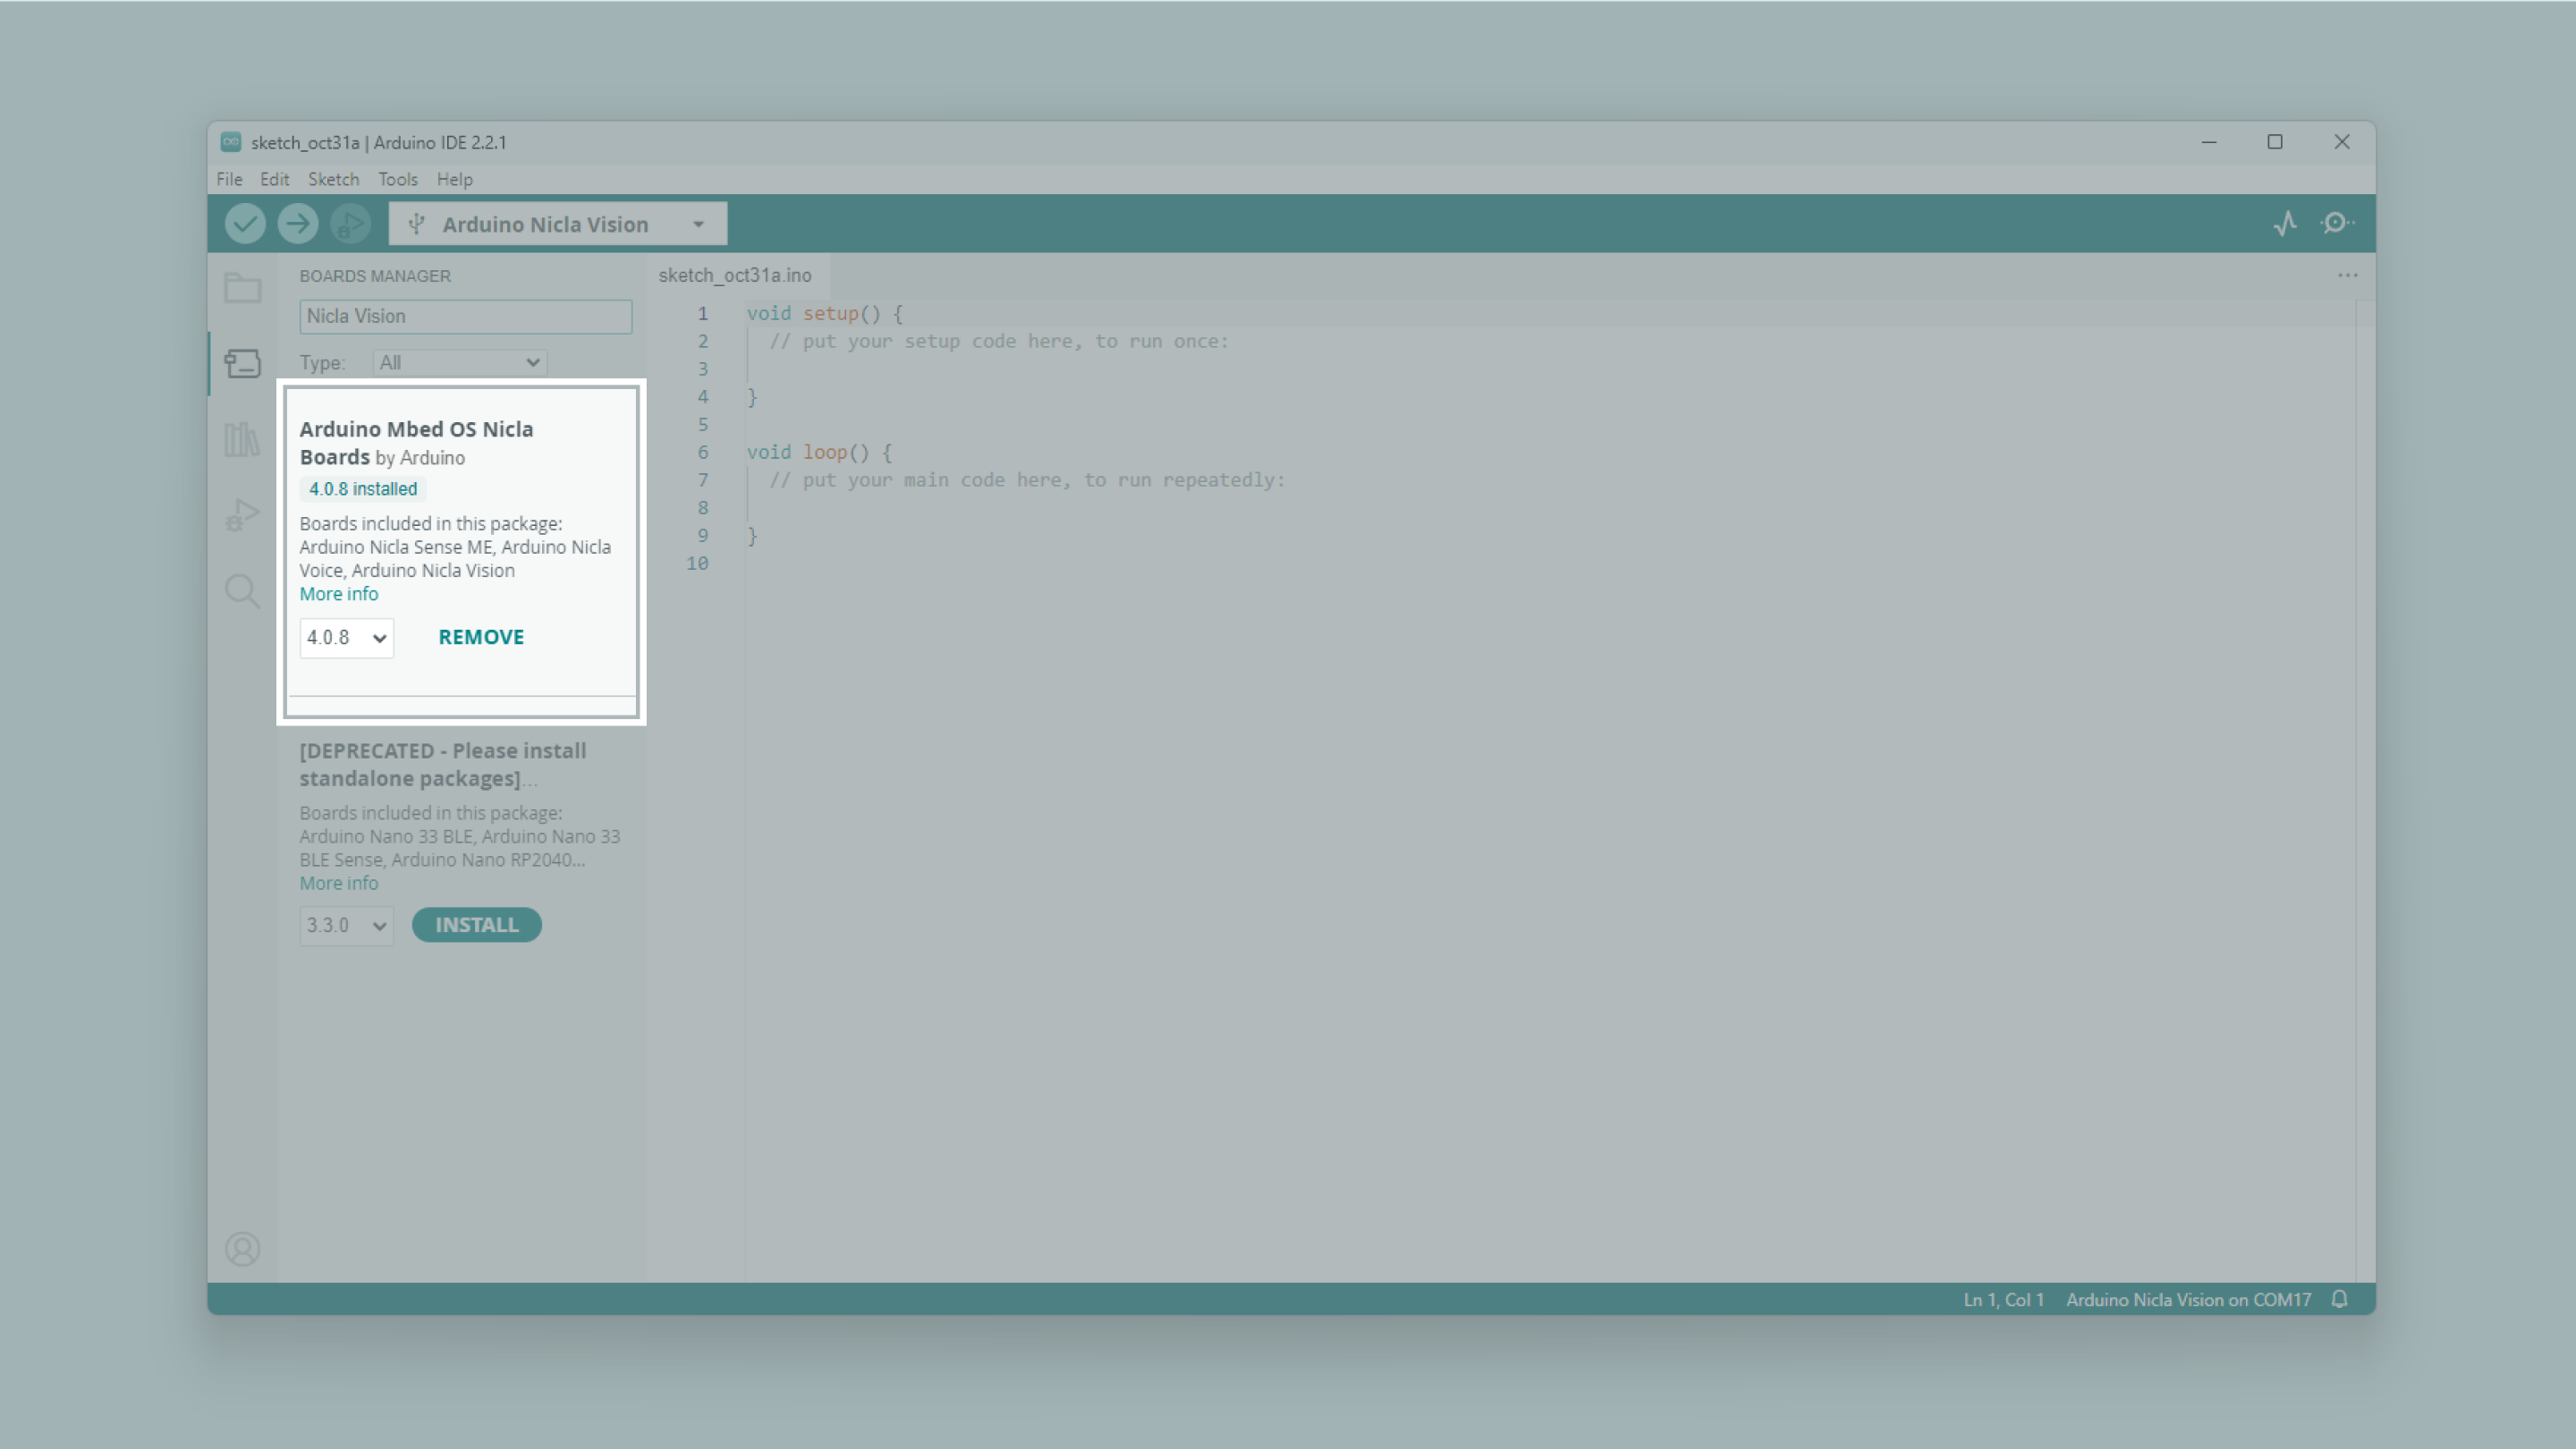 sketch_oct31a | Arduino IDE 2.2.1
File Edit Sketch Tools Help
Arduino Nicla Vision
BOARDS MANAGER
Nicla Vision
Type: All
Arduino Mbed OS Nicla
Boards by Arduino
4.0.8 installed
Boards included in this package:
Arduino Nicla Sense ME, Arduino Nicla
Voice, Arduino Nicla Vision
More info
4.0.8 REMOVE
[DEPRECATED - Please install
standalone packages]...
Boards included in this package:
Arduino Nano 33 BLE, Arduino Nano 33
BLE Sense, Arduino Nano RP2040...
More info
3.3.0 INSTALL
sketch_oct31a.ino
1 void setup() {
2 // put your setup code here, to run once:
3
4 }
5
6 void loop() {
7 // put your main code here, to run repeatedly:
8
9 }
10
Ln 1, Col 1 Arduino Nicla Vision on COM17